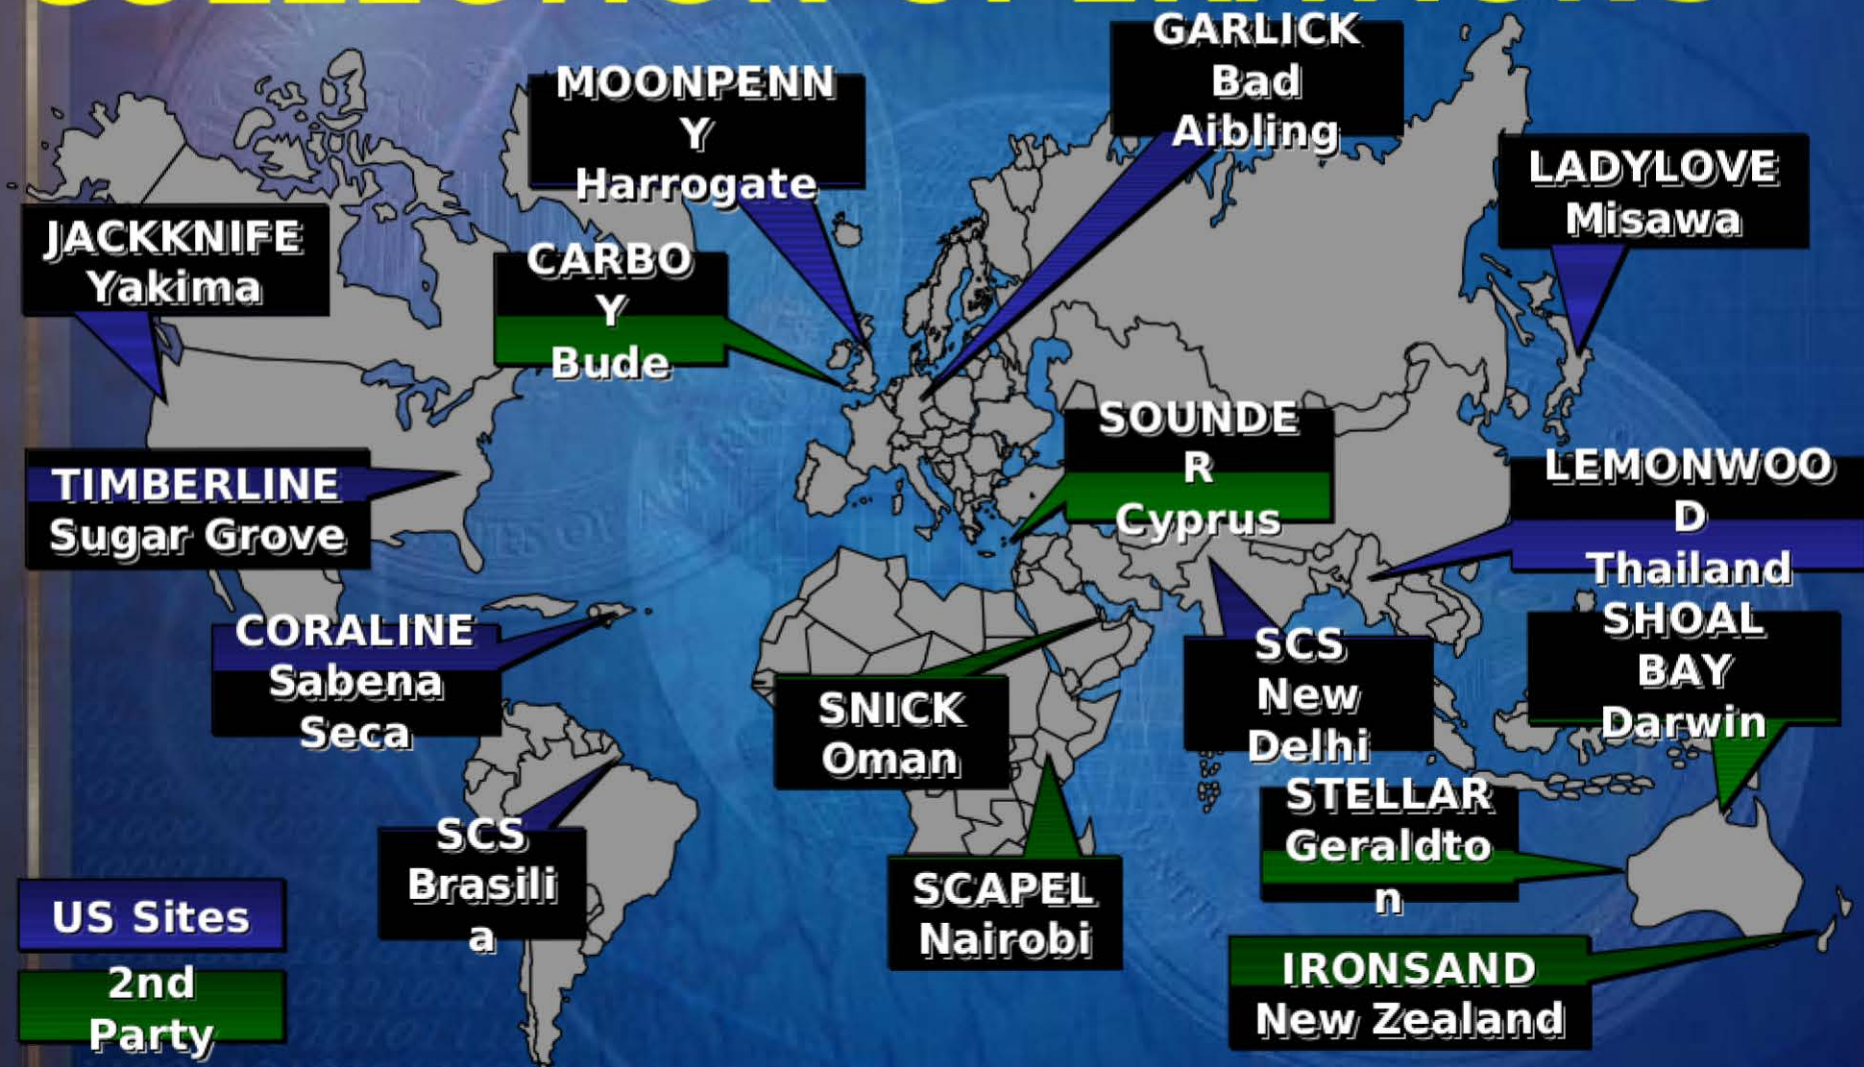 COLLECTION OPERATIONS
GARLICK
Bad
Aibling
MOONPENN
Y
Harrogate
LADYLOVE
Misawa
JACKKNIFE
Yakima
CARBO
Y
Bude
SOUNDE
R
Cyprus
TIMBERLINE
Sugar Grove
LEMONWOO
D
Thailand
CORALINE
Sabena
Seca
SNICK
Oman
SCS
New
Delhi
SHOAL
BAY
Darwin
SCS
Brasili
a
SCAPEL
Nairobi
STELLAR
Geraldto
n
IRONSAND
New Zealand
US Sites
2nd
Party